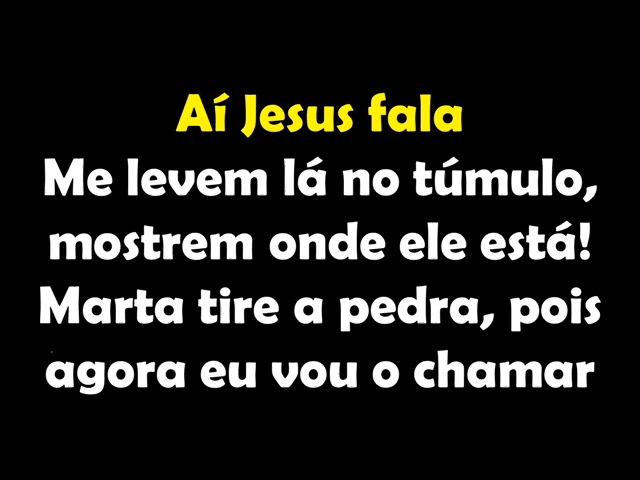 Aí Jesus fala
Me levem lá no túmulo,
mostrem onde ele está!
Marta tire a pedra, pois
agora eu vou o chamar